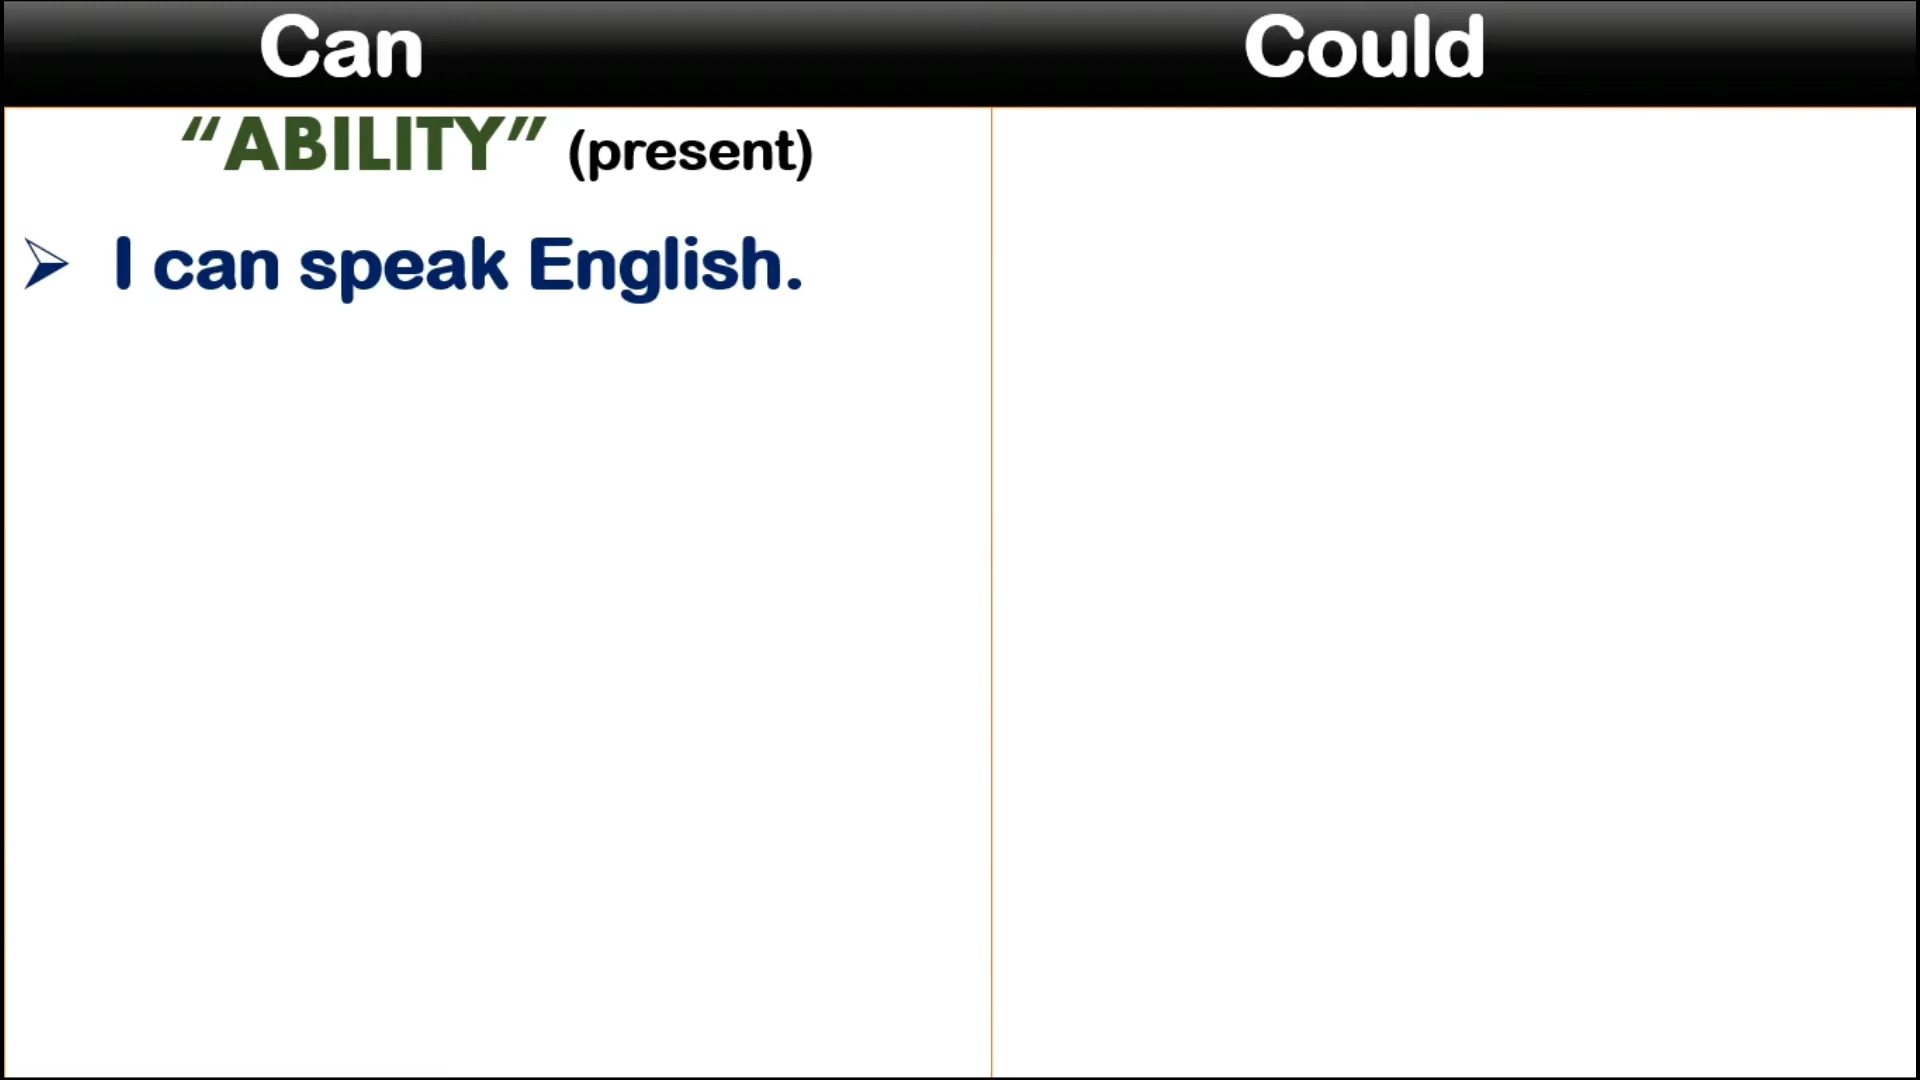 Can
Could
“ABILITY” (present)
➢ I can speak English.